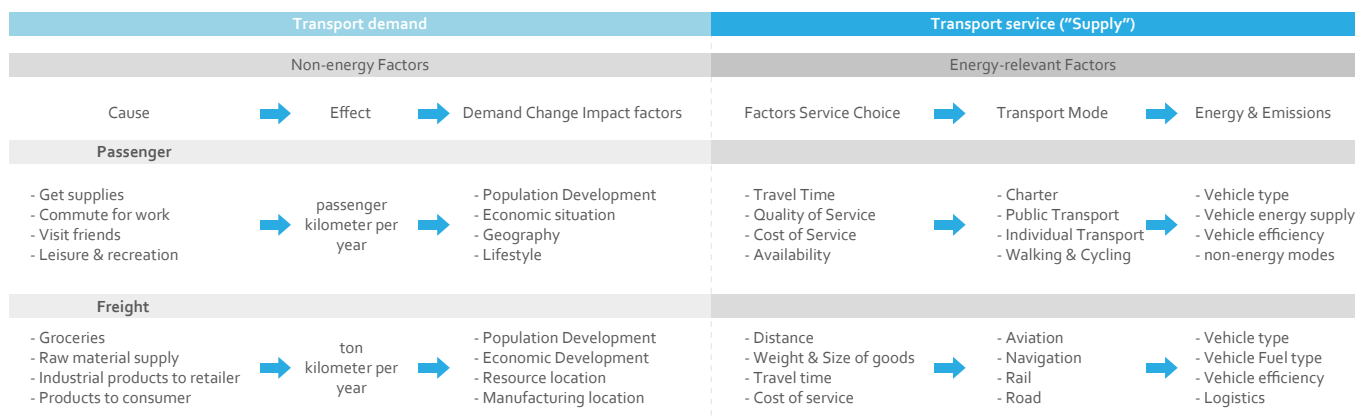 Transport demand
Transport service ("Supply")
Non-energy Factors
Energy-relevant Factors
Cause
Effect
Demand Change Impact factors
Factors Service Choice
Transport Mode
Energy & Emissions
Passenger
- Get supplies
- Commute for work
- Visit friends
- Leisure & recreation
passenger
kilometer per
year
- Population Development
- Economic situation
- Geography
- Lifestyle
- Travel Time
- Quality of Service
- Cost of Service
- Availability
- Charter
- Public Transport
- Individual Transport
- Walking & Cycling
- Vehicle type
- Vehicle energy supply
- Vehicle efficiency
- non-energy modes
Freight
- Groceries
- Raw material supply
- Industrial products to retailer
- Products to consumer
ton
kilometer per
year
- Population Development
- Economic Development
- Resource location
- Manufacturing location
- Distance
- Weight & Size of goods
- Travel time
- Cost of service
- Aviation
- Navigation
- Rail
- Road
- Vehicle type
- Vehicle Fuel type
- Vehicle efficiency
- Logistics